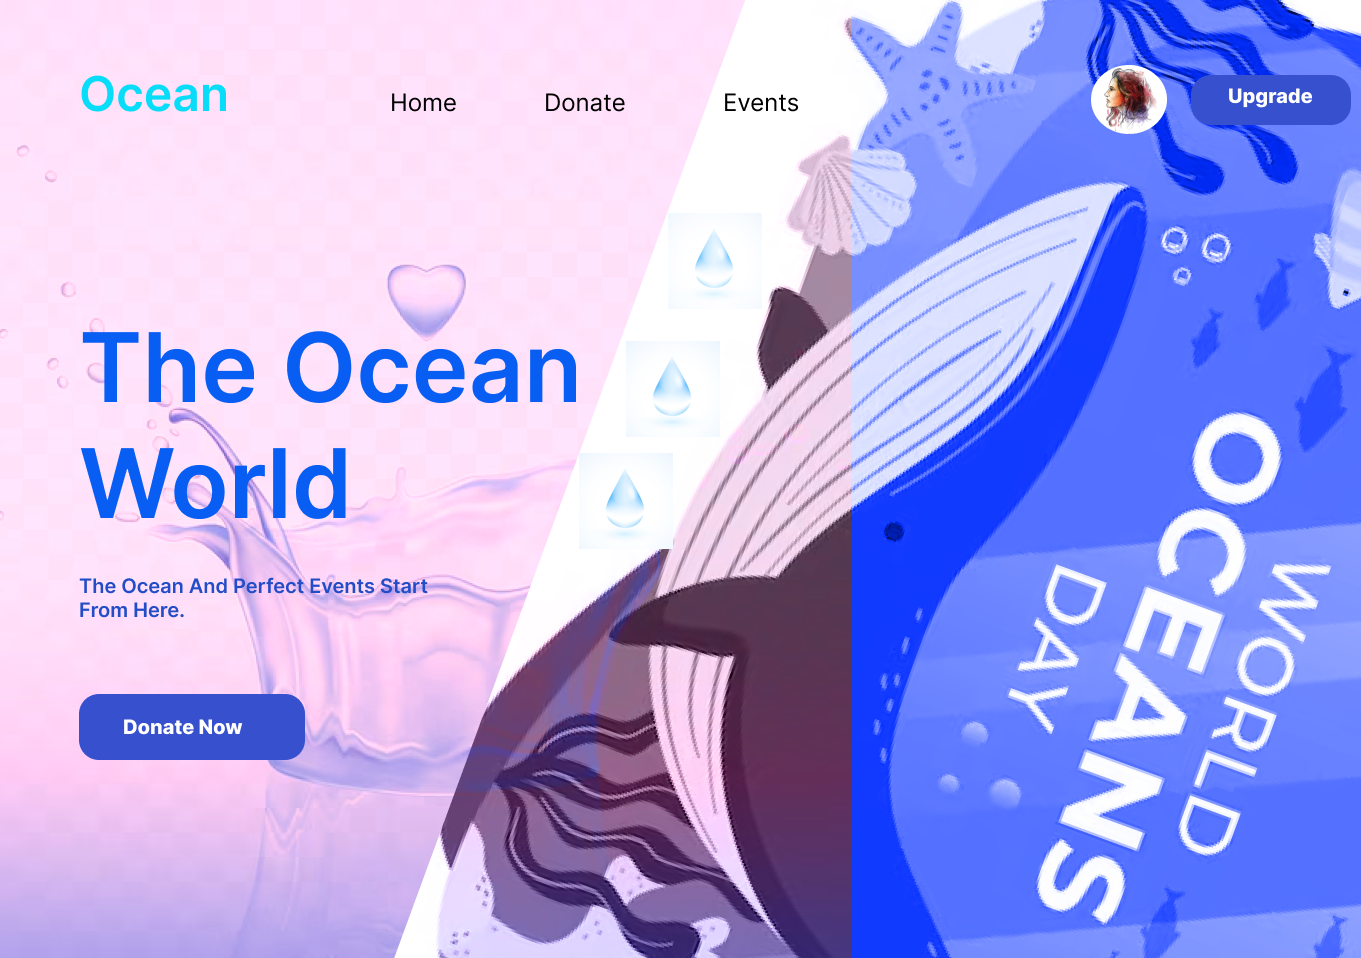 Ocean
Home
Donate
Events
Upgrade
The Ocean
World
The Ocean And Perfect Events Start
From Here.
Donate Now
WORLD
OCEANS
DAY